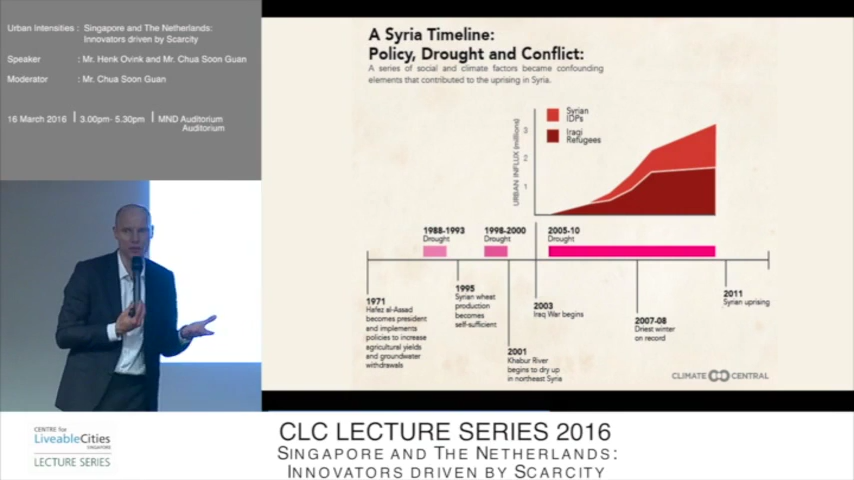 Urban Intensities : Singapore and The Netherlands:
Innovators driven by Scarcity
Speaker : Mr. Henk Ovink and Mr. Chua Soon Guan
Moderator : Mr. Chua Soon Guan
16 March 2016 | 3.00pm- 5.30pm | MND Auditorium
Auditorium
A Syria Timeline:
Policy, Drought and Conflict:
A series of social and climate factors became confounding
elements that contributed to the uprising in Syria.
Syrian
IDPs
Iraqi
Refugees
URBAN INFLUX (millions)
3
2
1
1988-1993
Drought
1998-2000
Drought
2005-10
Drought
1971
Hafez al-Assad
becomes president
and implements
policies to increase
agricultural yields
and groundwater
withdrawals
1995
Syrian wheat
production
becomes
self-sufficient
2001
Khabur River
begins to dry up
in northeast Syria
2003
Iraq War begins
2007-08
Driest winter
on record
2011
Syrian uprising
CLIMATE CENTRAL
CENTRE for
LiveableCities
SINGAPORE
LECTURE SERIES
CLC LECTURE SERIES 2016
SINGAPORE AND THE NETHERLANDS:
INNOVATORS DRIVEN BY SCARCITY